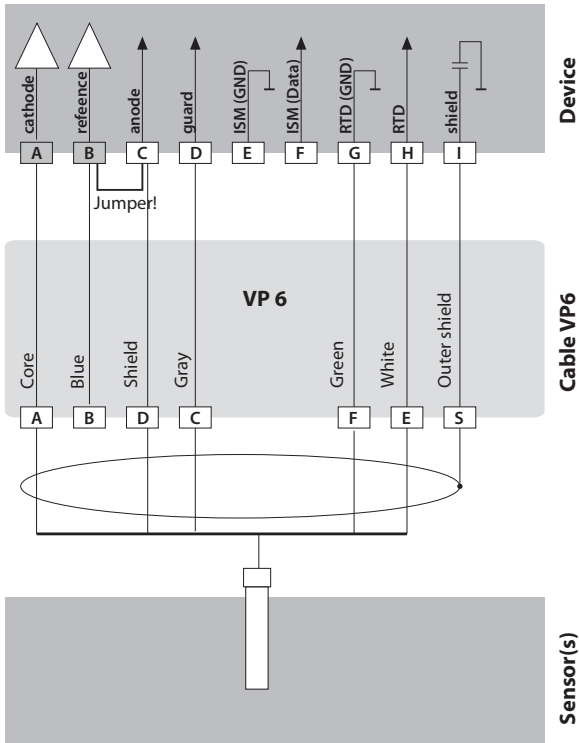 cathode
refeence
anode
guard
ISM (GND)
ISM (Data)
RTD (GND)
RTD
shield
Device
A B C D E F G H I
Jumper!
VP 6
Core
Blue
Shield
Gray
Green
White
Outer shield
Cable VP6
A B D C F E S
Sensor(s)